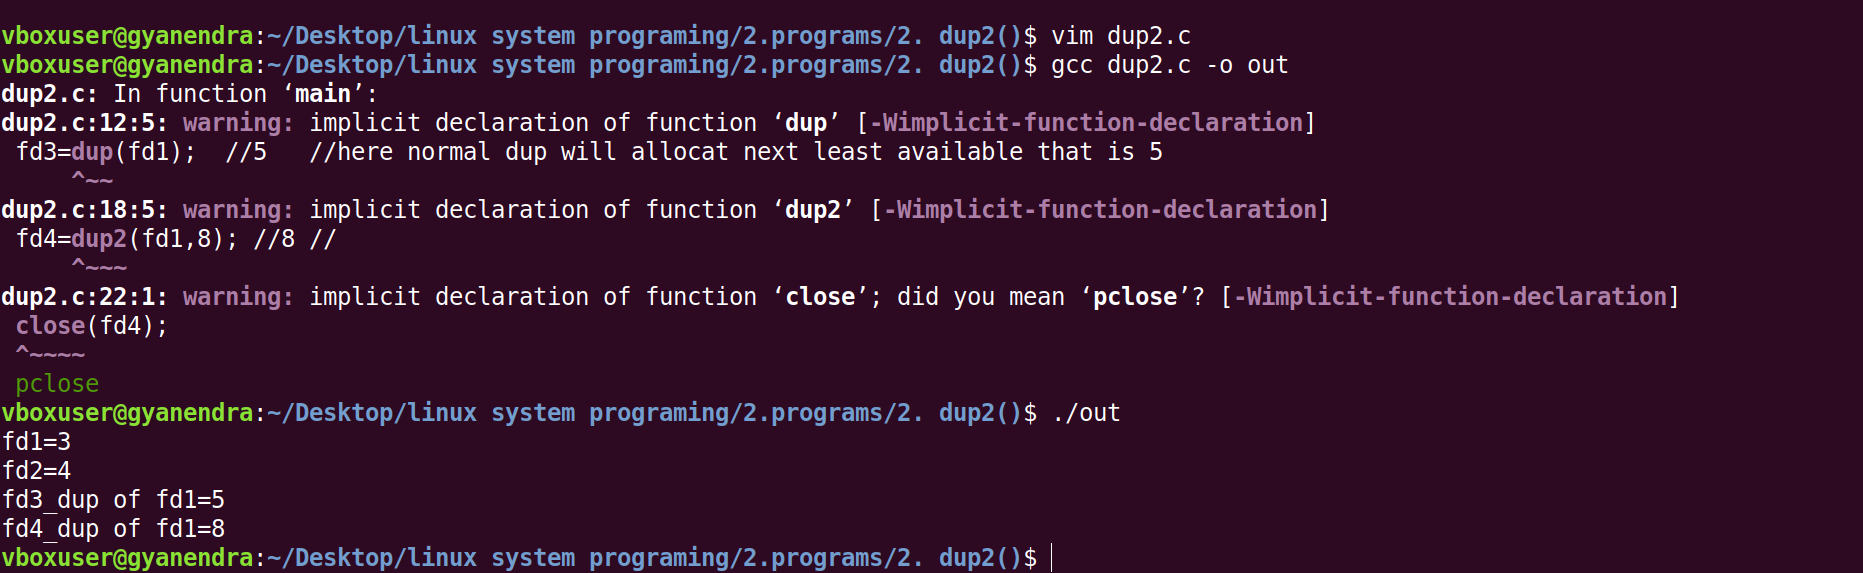 vboxuser@gyanendra:~/Desktop/linux system programing/2.programs/2. dup2()$ vim dup2.c
vboxuser@gyanendra:~/Desktop/linux system programing/2.programs/2. dup2()$ gcc dup2.c -o out
dup2.c: In function ‘main’:
dup2.c:12:5: warning: implicit declaration of function ‘dup’ [-Wimplicit-function-declaration]
 fd3=dup(fd1);  //5   //here normal dup will allocat next least available that is 5
     ^~~
dup2.c:18:5: warning: implicit declaration of function ‘dup2’ [-Wimplicit-function-declaration]
 fd4=dup2(fd1,8); //8 //
     ^~~~
dup2.c:22:1: warning: implicit declaration of function ‘close’; did you mean ‘pclose’? [-Wimplicit-function-declaration]
 close(fd4);
 ^~~~~
 pclose
vboxuser@gyanendra:~/Desktop/linux system programing/2.programs/2. dup2()$ ./out
fd1=3
fd2=4
fd3_dup of fd1=5
fd4_dup of fd1=8
vboxuser@gyanendra:~/Desktop/linux system programing/2.programs/2. dup2()$